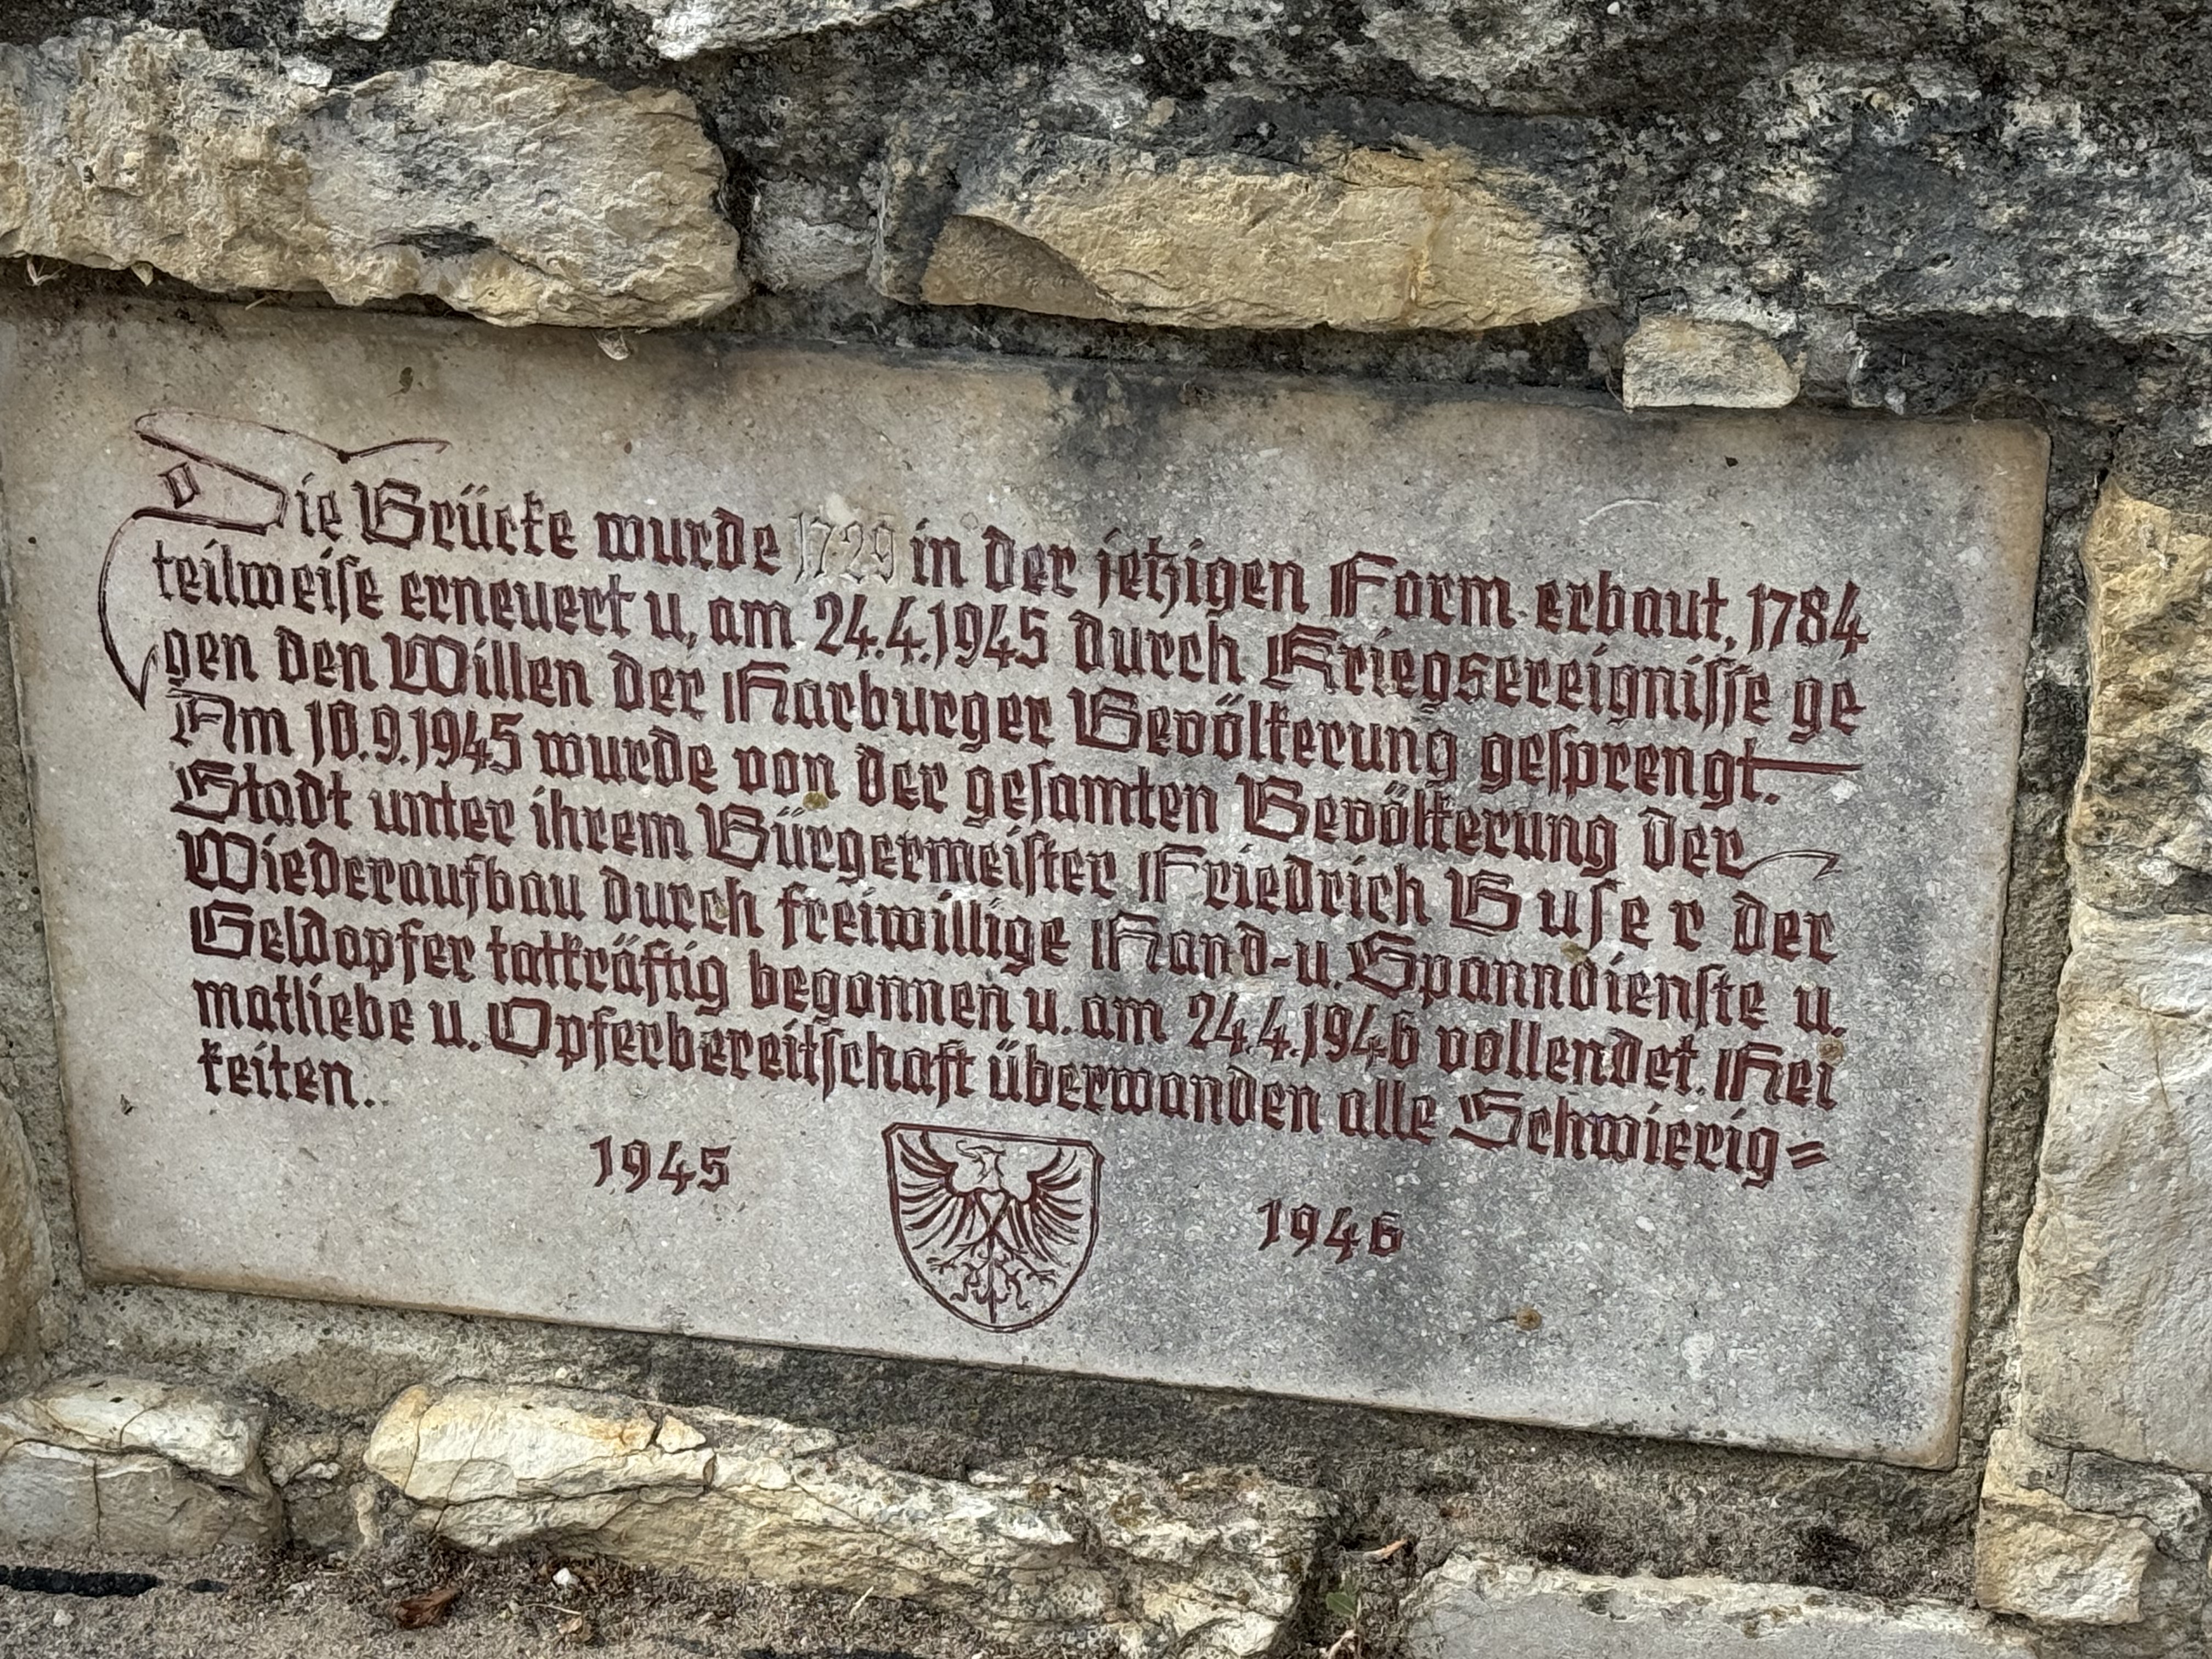 Die Brücke wurde 1729 in der jetzigen Form erbaut, 1784
teilweise erneuert u. am 24.4.1945 durch Kriegsereignisse ge
gen den Willen der Harburger Bevölkerung gesprengt.
Am 10.9.1945 wurde von der gesamten Bevölkerung der
Stadt unter ihrem Bürgermeister Friedrich Buser der
Wiederaufbau durch freiwillige Hand- u. Spanndienste u.
Geldopfer tatkräftig begonnen u. am 24.4.1946 vollendet. Hei
matliebe u. Opferbereitschaft überwanden alle Schwierig=
keiten.
1945
1946